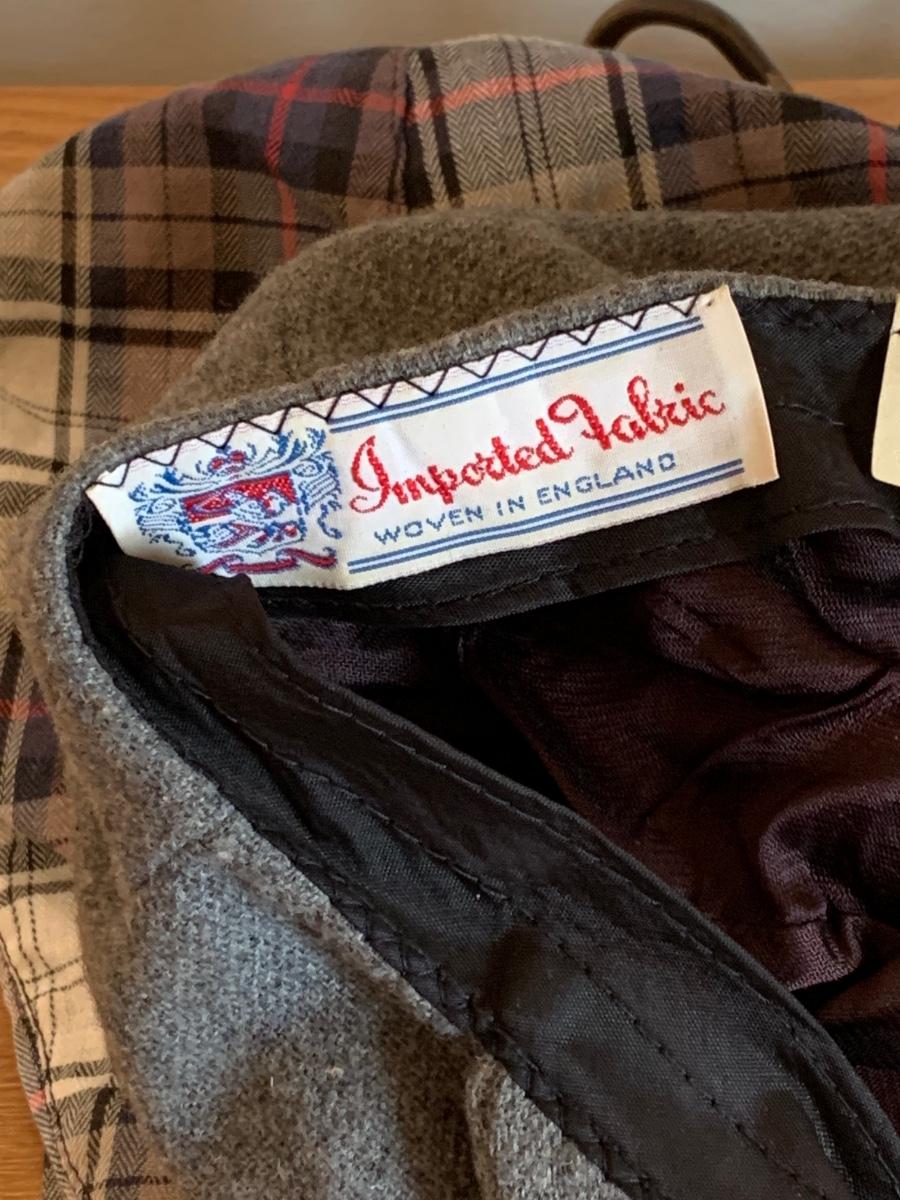 Imported Fabric
WOVEN IN ENGLAND